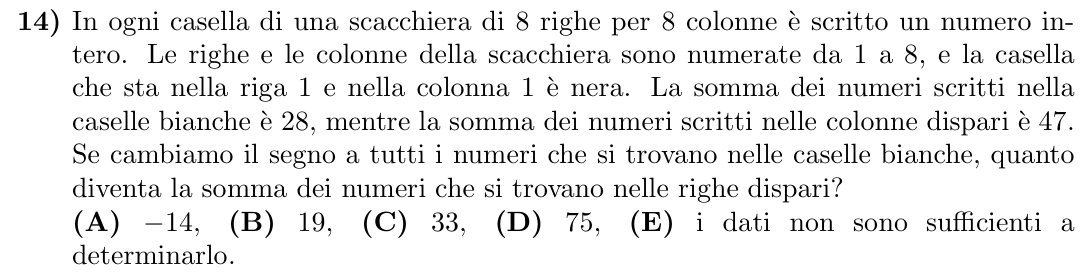 14) In ogni casella di una scacchiera di 8 righe per 8 colonne è scritto un numero in-
tero. Le righe e le colonne della scacchiera sono numerate da 1 a 8, e la casella
che sta nella riga 1 e nella colonna 1 è nera. La somma dei numeri scritti nella
caselle bianche è 28, mentre la somma dei numeri scritti nelle colonne dispari è 47.
Se cambiamo il segno a tutti i numeri che si trovano nelle caselle bianche, quanto
diventa la somma dei numeri che si trovano nelle righe dispari?
(A) −14, (B) 19, (C) 33, (D) 75, (E) i dati non sono sufficienti a
determinarlo.